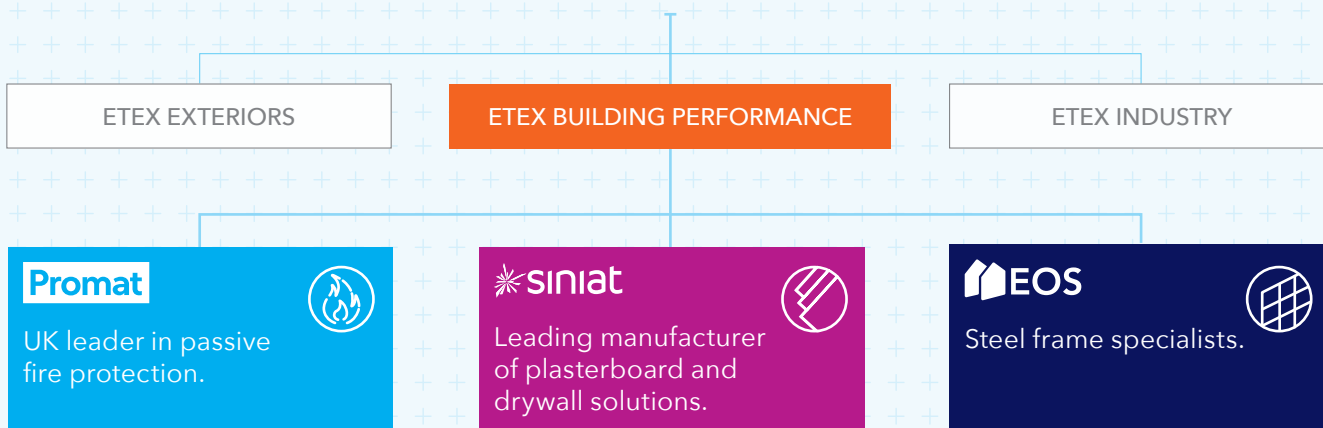 ETEX EXTERIORS
ETEX BUILDING PERFORMANCE
ETEX INDUSTRY
Promat
UK leader in passive
fire protection.
siniat
Leading manufacturer
of plasterboard and
drywall solutions.
EOS
Steel frame specialists.